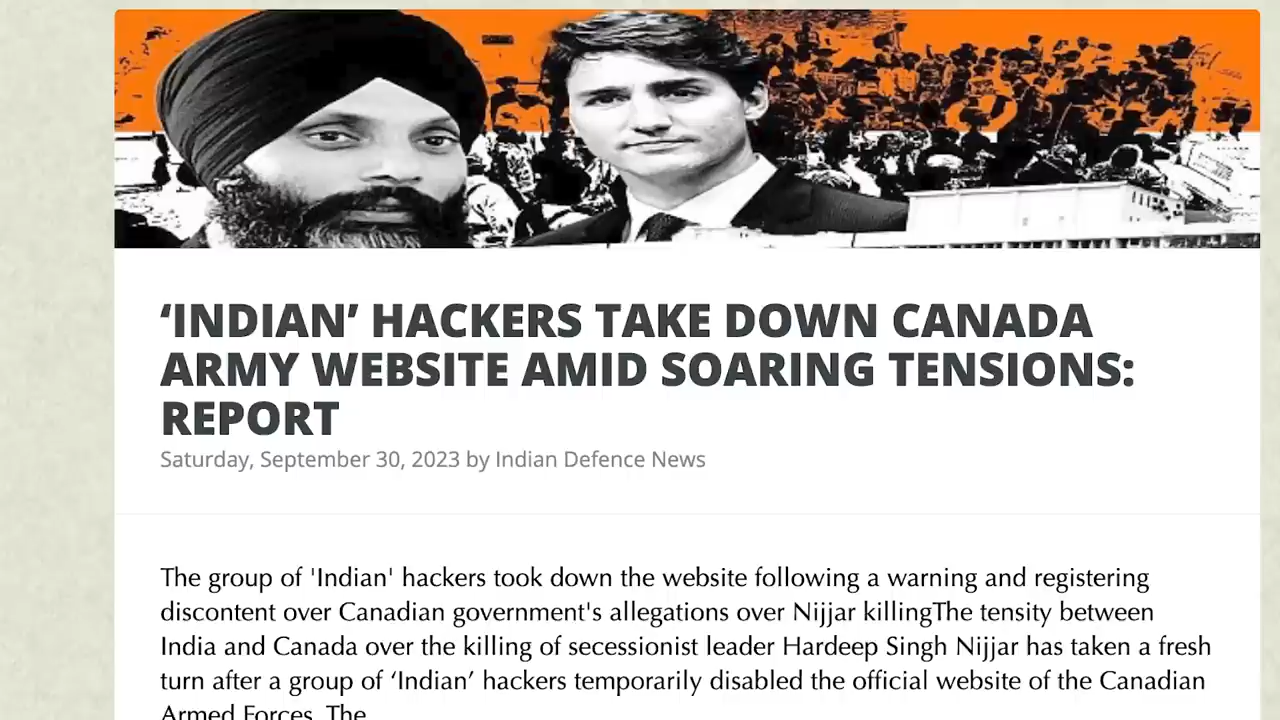 ‘INDIAN’ HACKERS TAKE DOWN CANADA
ARMY WEBSITE AMID SOARING TENSIONS:
REPORT
Saturday, September 30, 2023 by Indian Defence News
The group of 'Indian' hackers took down the website following a warning and registering
discontent over Canadian government's allegations over Nijjar killingThe tensity between
India and Canada over the killing of secessionist leader Hardeep Singh Nijjar has taken a fresh
turn after a group of ‘Indian’ hackers temporarily disabled the official website of the Canadian
Armed Forces. The